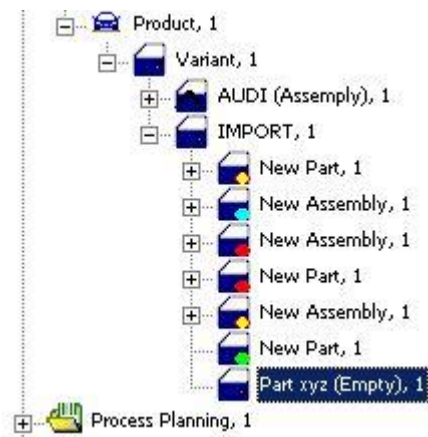 Product, 1
Variant, 1
AUDI (Assemply), 1
IMPORT, 1
New Part, 1
New Assembly, 1
New Assembly, 1
New Part, 1
New Assembly, 1
New Part, 1
Part xyz (Empty), 1
Process Planning, 1